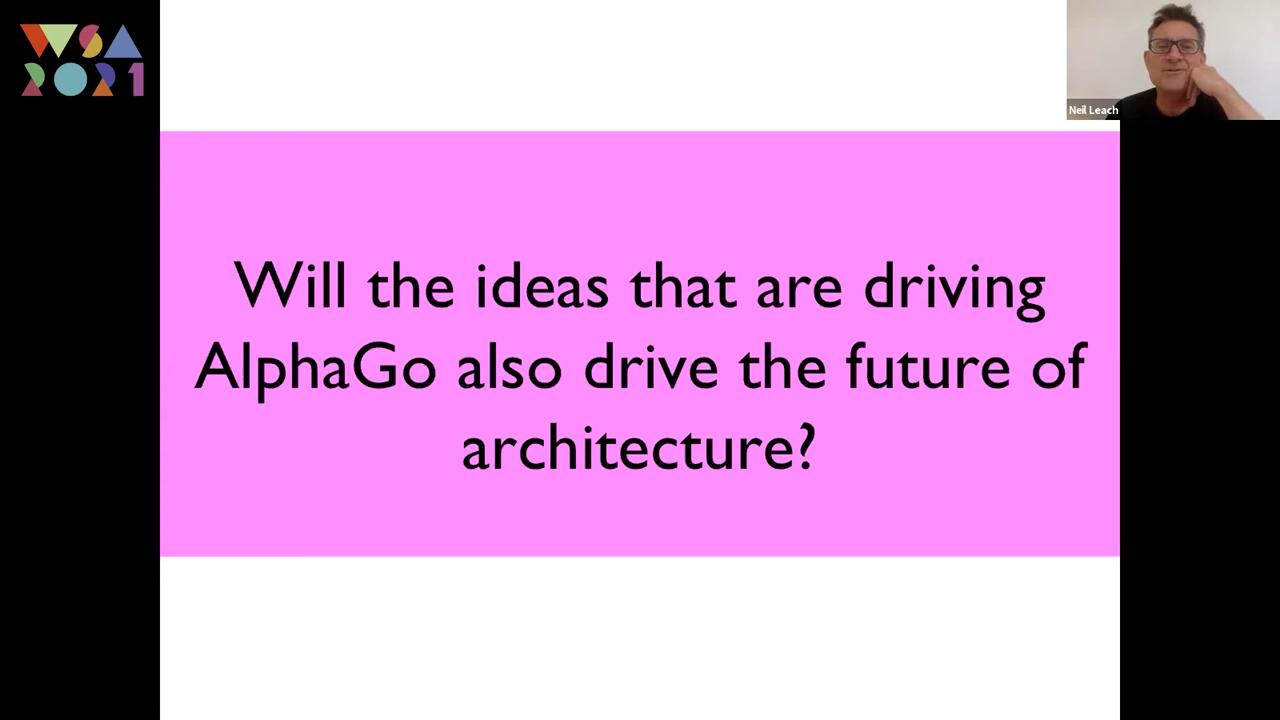 WSA
2021
Neil Leach
Will the ideas that are driving
AlphaGo also drive the future of
architecture?